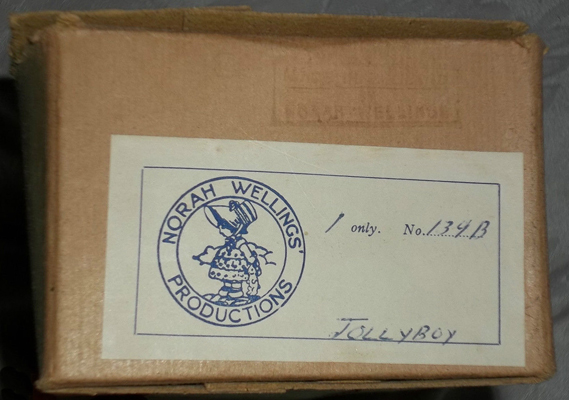 NORAH WELLINGS'
PRODUCTIONS
1 only. No. 139B
JOLLYBOY